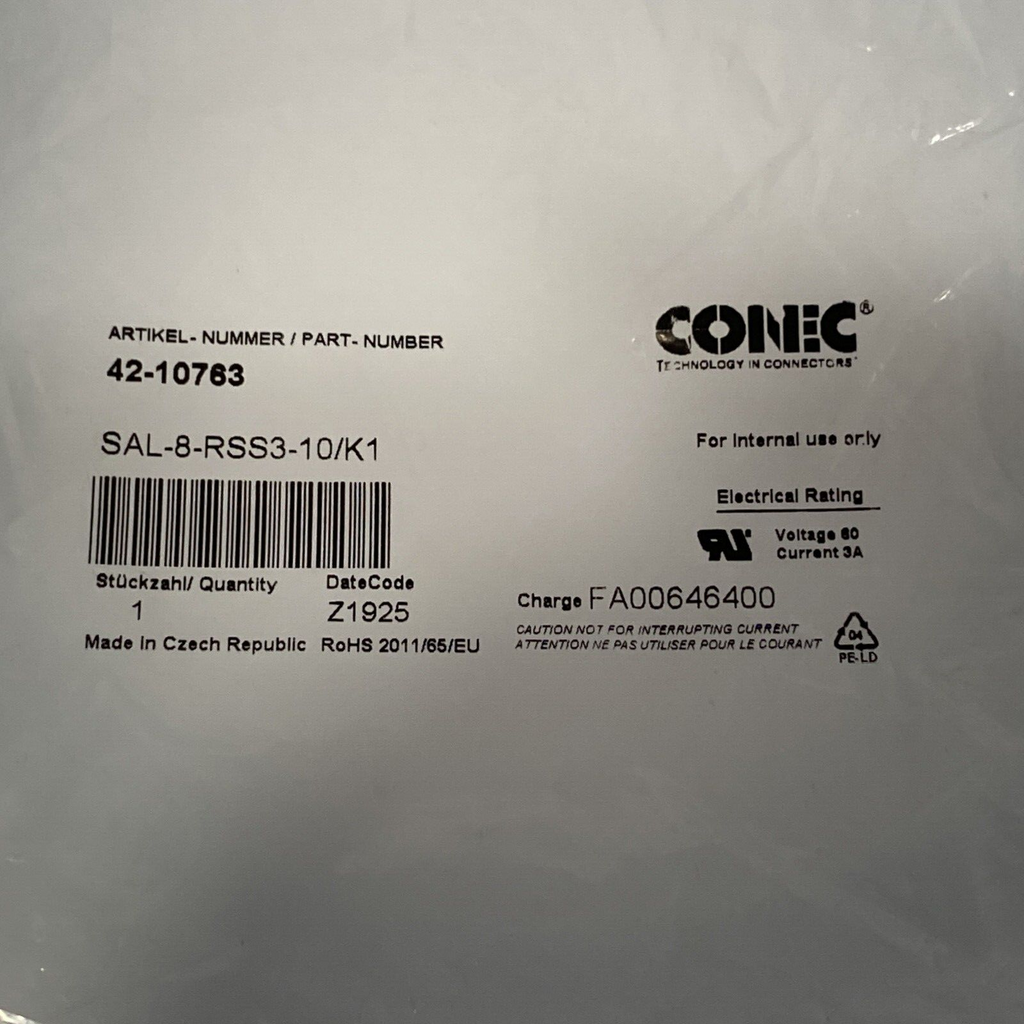 ARTIKEL- NUMMER / PART- NUMBER
42-10763
CONEC®
TECHNOLOGY IN CONNECTORS
SAL-8-RSS3-10/K1
For internal use only
Electrical Rating
Voltage 60
Current 3A
Stückzahl/ Quantity
1
DateCode
Z1925
Charge FA00646400
Made in Czech Republic RoHS 2011/65/EU
CAUTION NOT FOR INTERRUPTING CURRENT
ATTENTION NE PAS UTILISER POUR LE COURANT
04
PE-LD